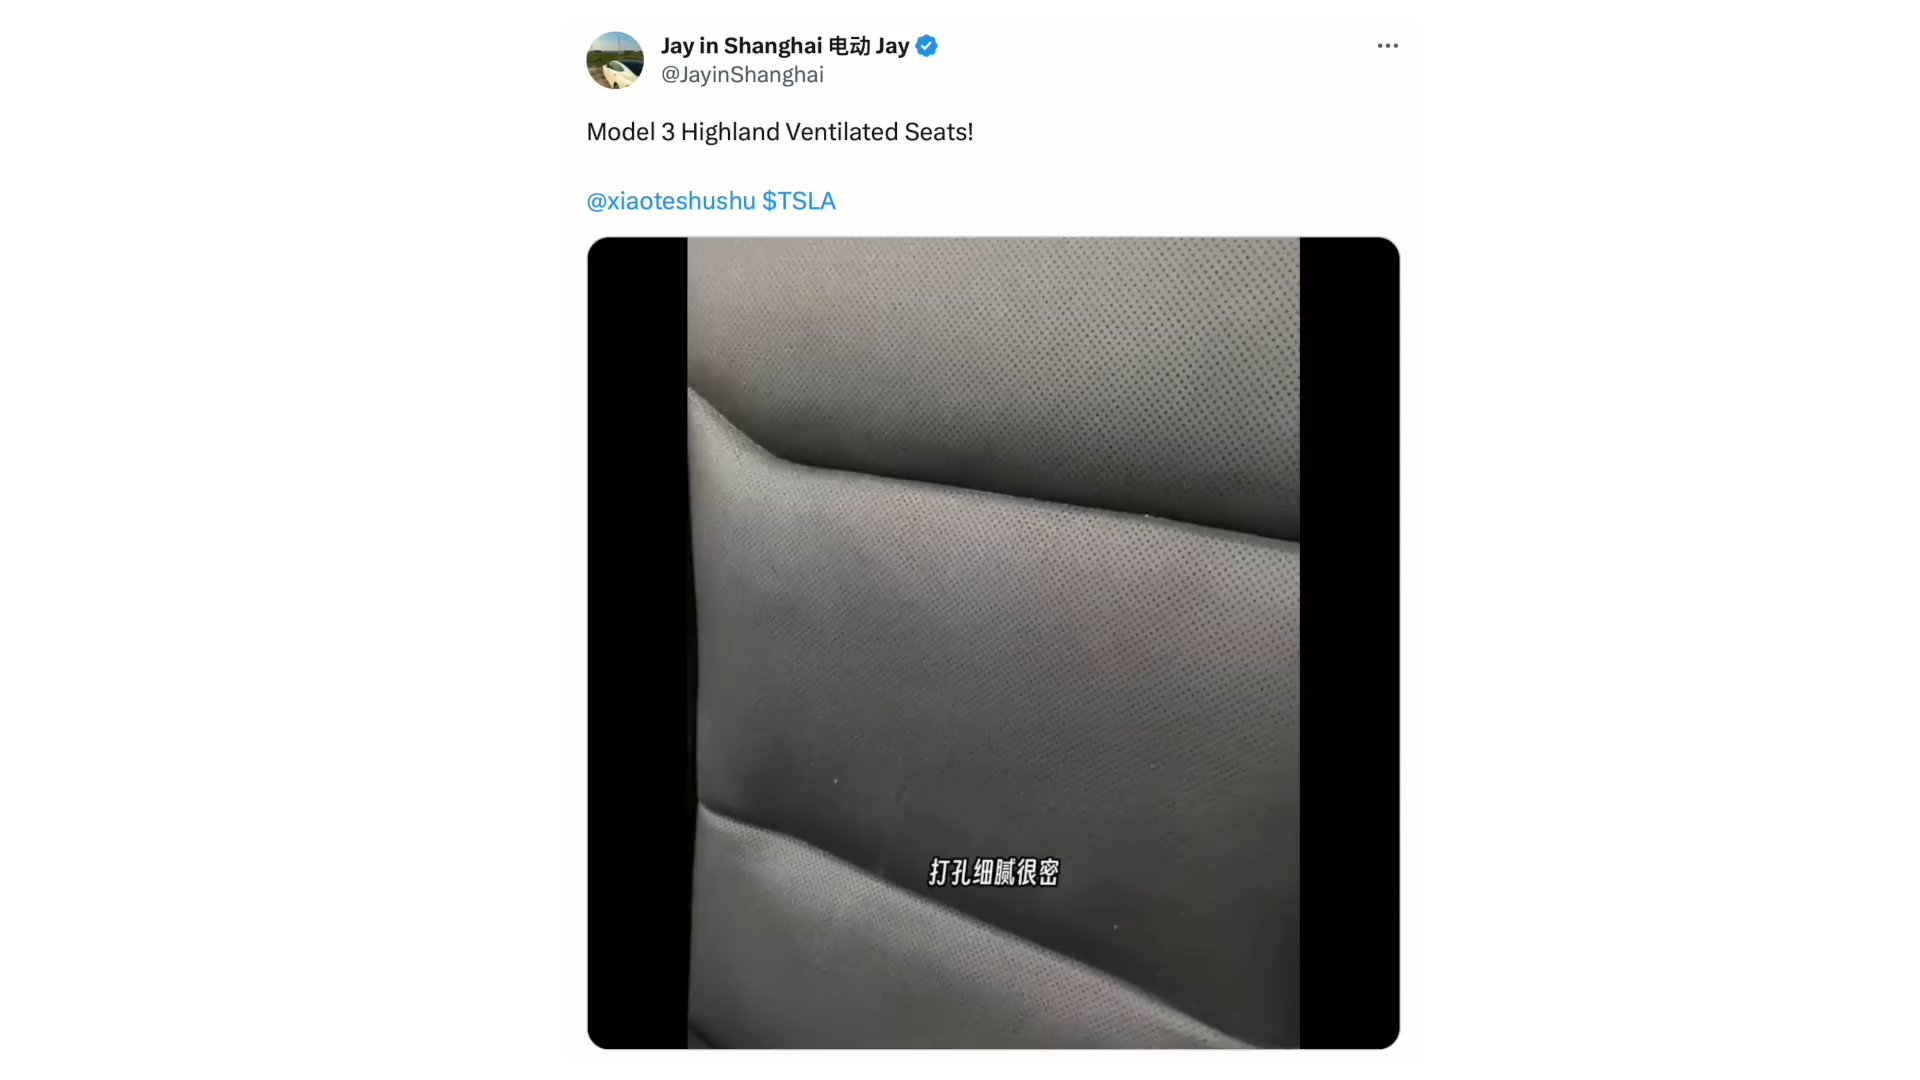 Jay in Shanghai 电动 Jay
@JayinShanghai
Model 3 Highland Ventilated Seats!
@xiaoteshushu $TSLA
打孔细腻很密